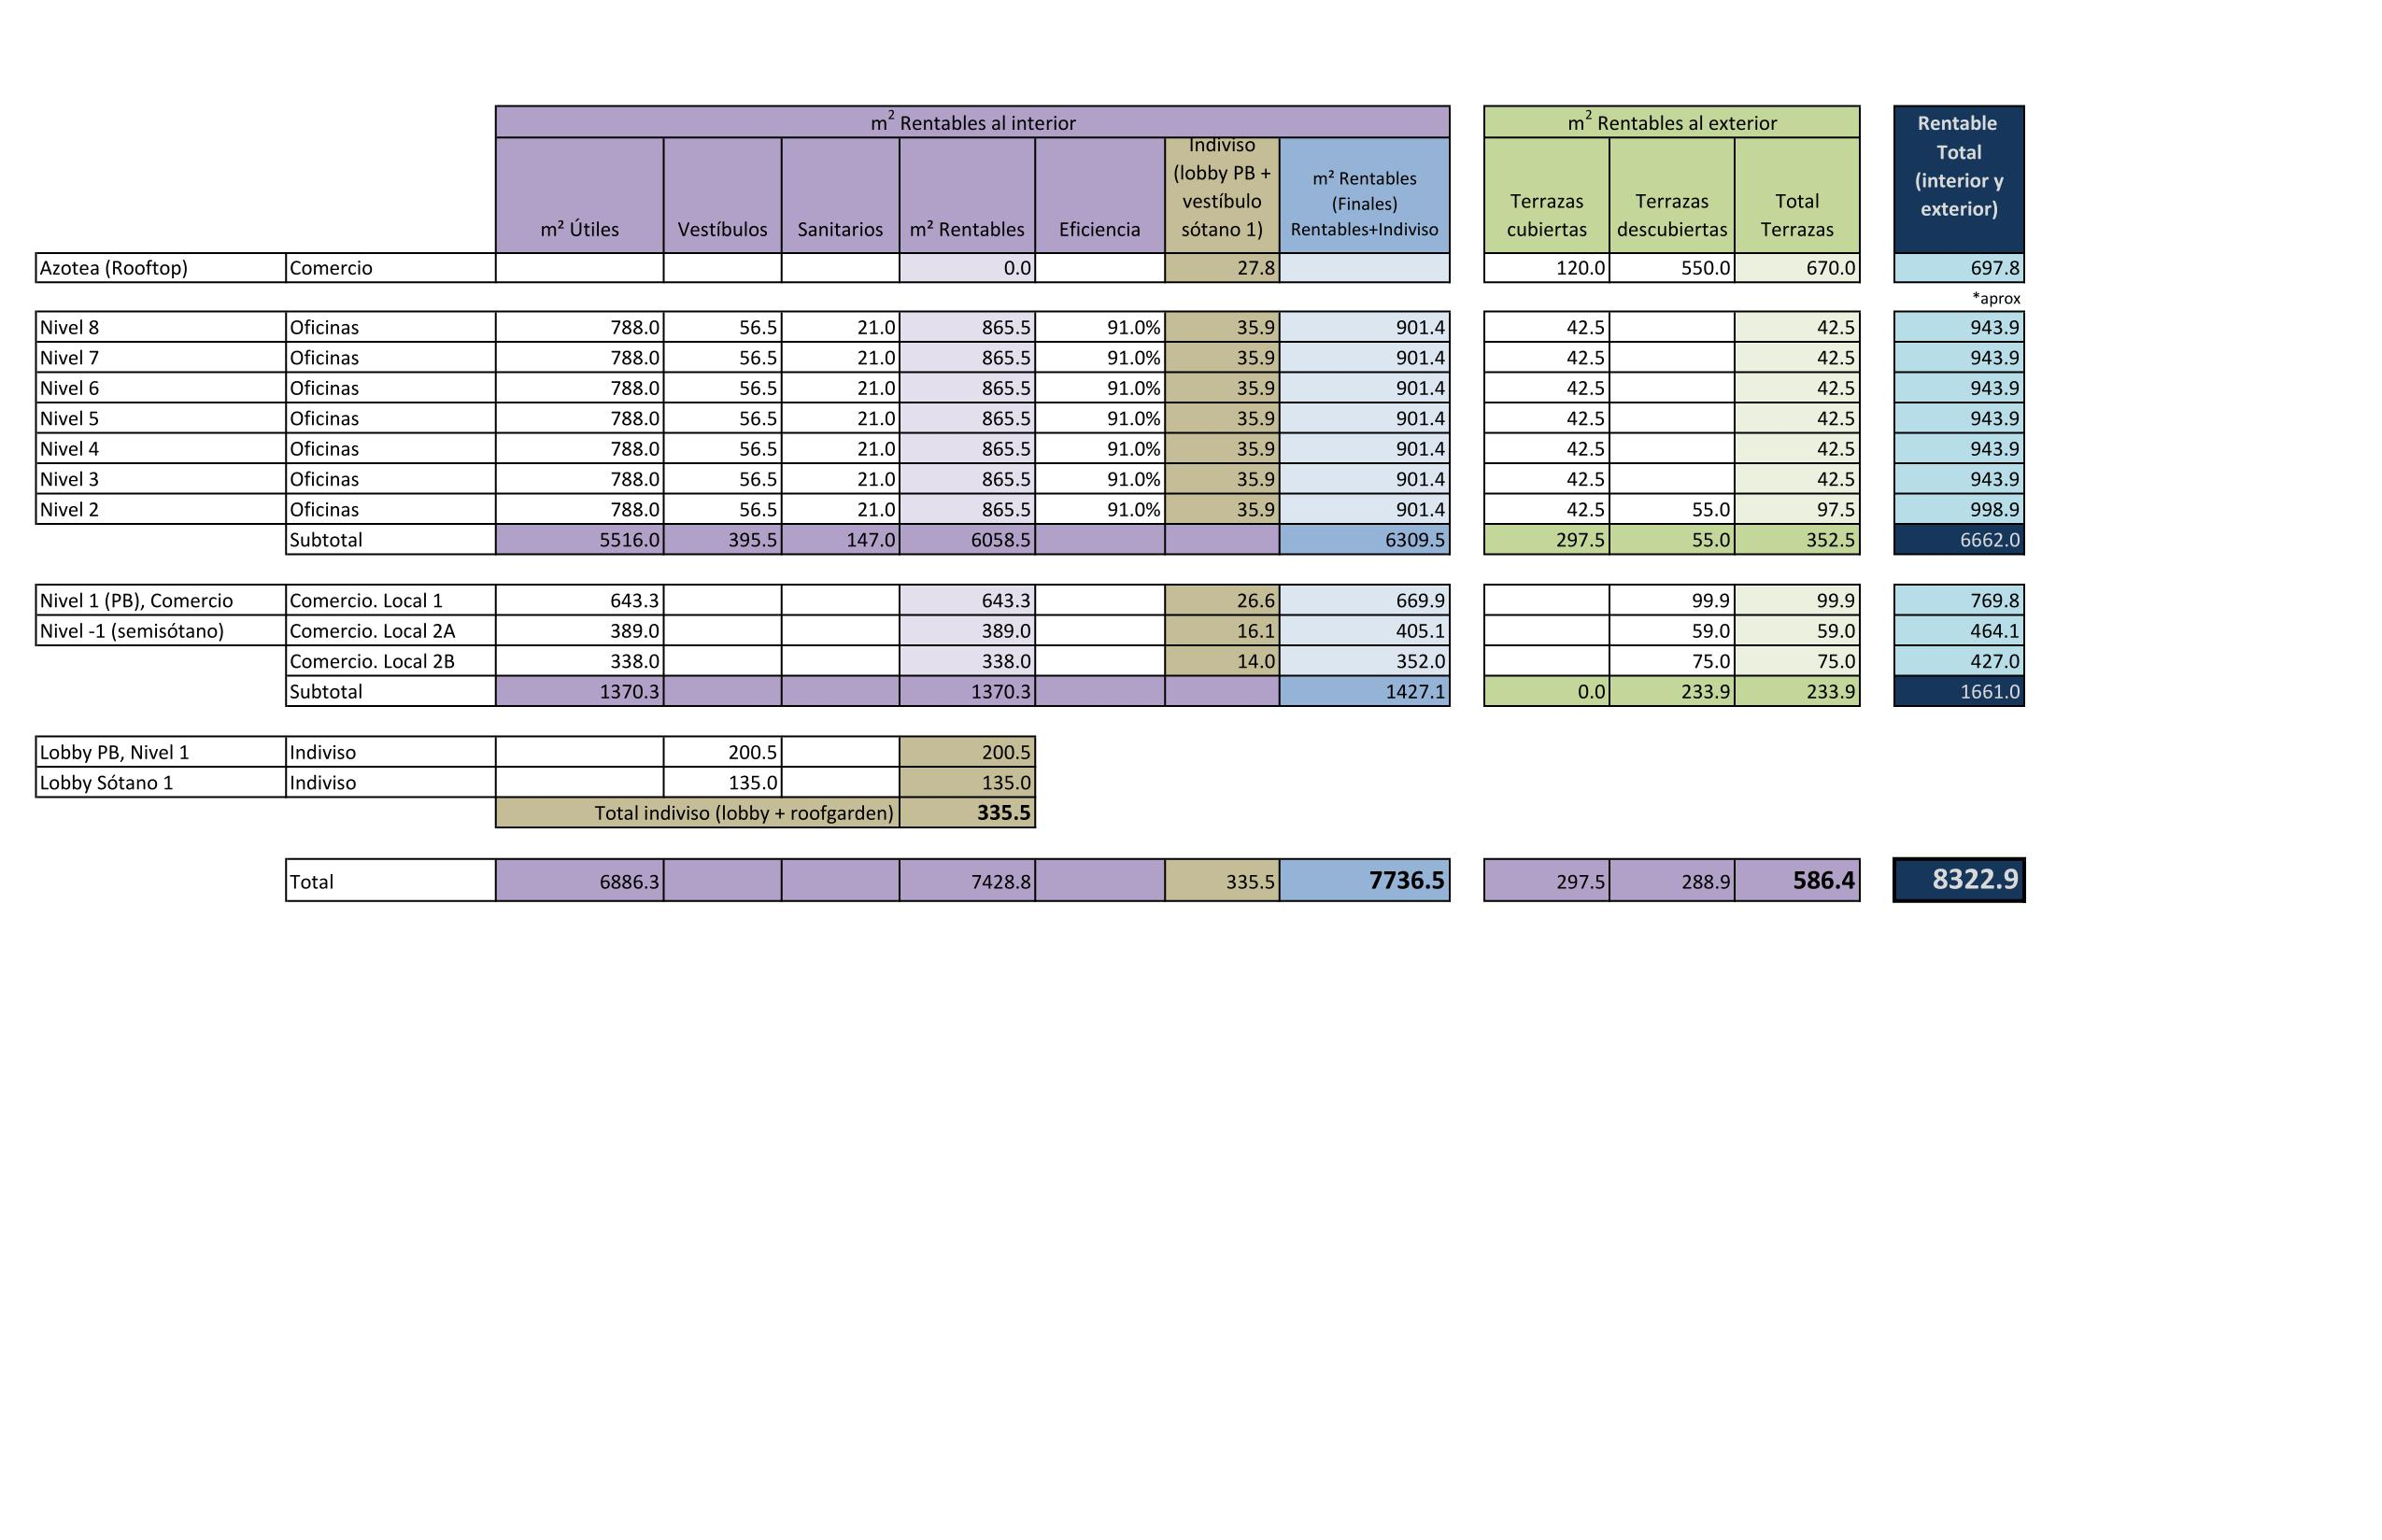 m² Rentables al interior m² Rentables al exterior Rentable Total (interior y exterior)
m² Útiles Vestíbulos Sanitarios m² Rentables Eficiencia Indiviso (lobby PB + vestíbulo sótano 1) m² Rentables (Finales) Rentables+Indiviso Terrazas cubiertas Terrazas descubiertas Total Terrazas
Azotea (Rooftop) Comercio 0.0 27.8 120.0 550.0 670.0 697.8
*aprox
Nivel 8 Oficinas 788.0 56.5 21.0 865.5 91.0% 35.9 901.4 42.5 42.5 943.9
Nivel 7 Oficinas 788.0 56.5 21.0 865.5 91.0% 35.9 901.4 42.5 42.5 943.9
Nivel 6 Oficinas 788.0 56.5 21.0 865.5 91.0% 35.9 901.4 42.5 42.5 943.9
Nivel 5 Oficinas 788.0 56.5 21.0 865.5 91.0% 35.9 901.4 42.5 42.5 943.9
Nivel 4 Oficinas 788.0 56.5 21.0 865.5 91.0% 35.9 901.4 42.5 42.5 943.9
Nivel 3 Oficinas 788.0 56.5 21.0 865.5 91.0% 35.9 901.4 42.5 42.5 943.9
Nivel 2 Oficinas 788.0 56.5 21.0 865.5 91.0% 35.9 901.4 42.5 55.0 97.5 998.9
Subtotal 5516.0 395.5 147.0 6058.5 6309.5 297.5 55.0 352.5 6662.0
Nivel 1 (PB), Comercio Comercio. Local 1 643.3 643.3 26.6 669.9 99.9 99.9 769.8
Nivel -1 (semisótano) Comercio. Local 2A 389.0 389.0 16.1 405.1 59.0 59.0 464.1
Comercio. Local 2B 338.0 338.0 14.0 352.0 75.0 75.0 427.0
Subtotal 1370.3 1370.3 1427.1 0.0 233.9 233.9 1661.0
Lobby PB, Nivel 1 Indiviso 200.5 200.5
Lobby Sótano 1 Indiviso 135.0 135.0
Total indiviso (lobby + roofgarden) 335.5
Total 6886.3 7428.8 335.5 7736.5 297.5 288.9 586.4 8322.9